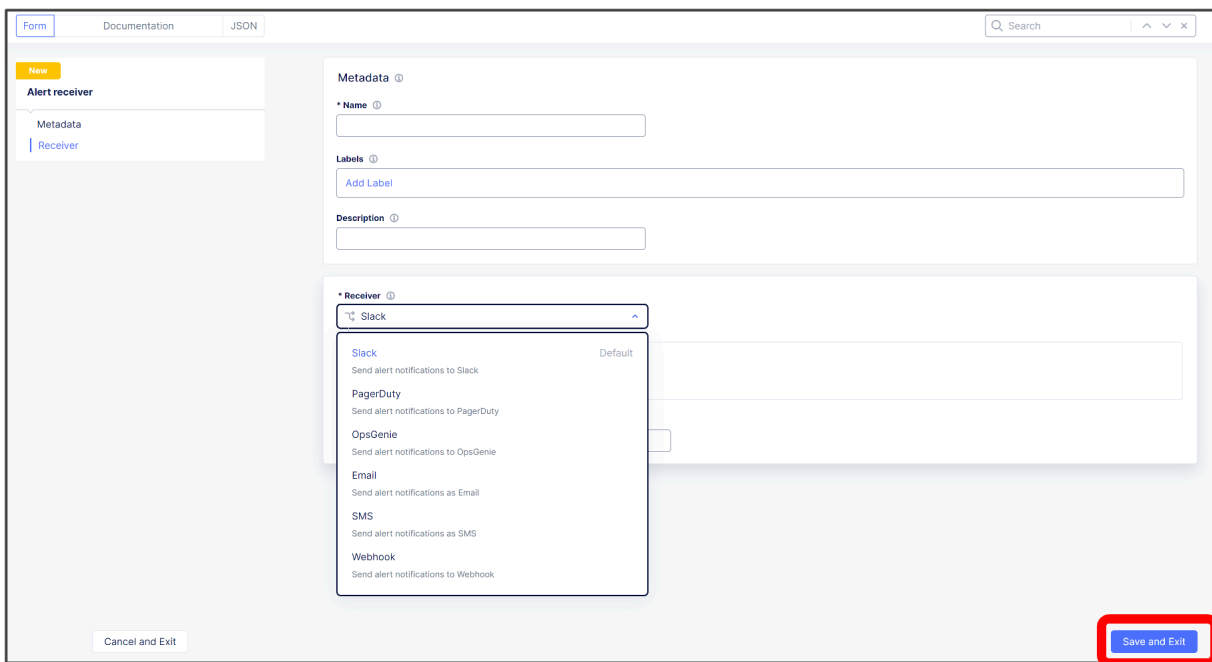 Form Documentation JSON Search
New
Alert receiver
Metadata
Receiver
Metadata
* Name
Labels
Add Label
Description
* Receiver
Slack
Slack Default
Send alert notifications to Slack
PagerDuty
Send alert notifications to PagerDuty
OpsGenie
Send alert notifications to OpsGenie
Email
Send alert notifications as Email
SMS
Send alert notifications as SMS
Webhook
Send alert notifications to Webhook
Cancel and Exit Save and Exit